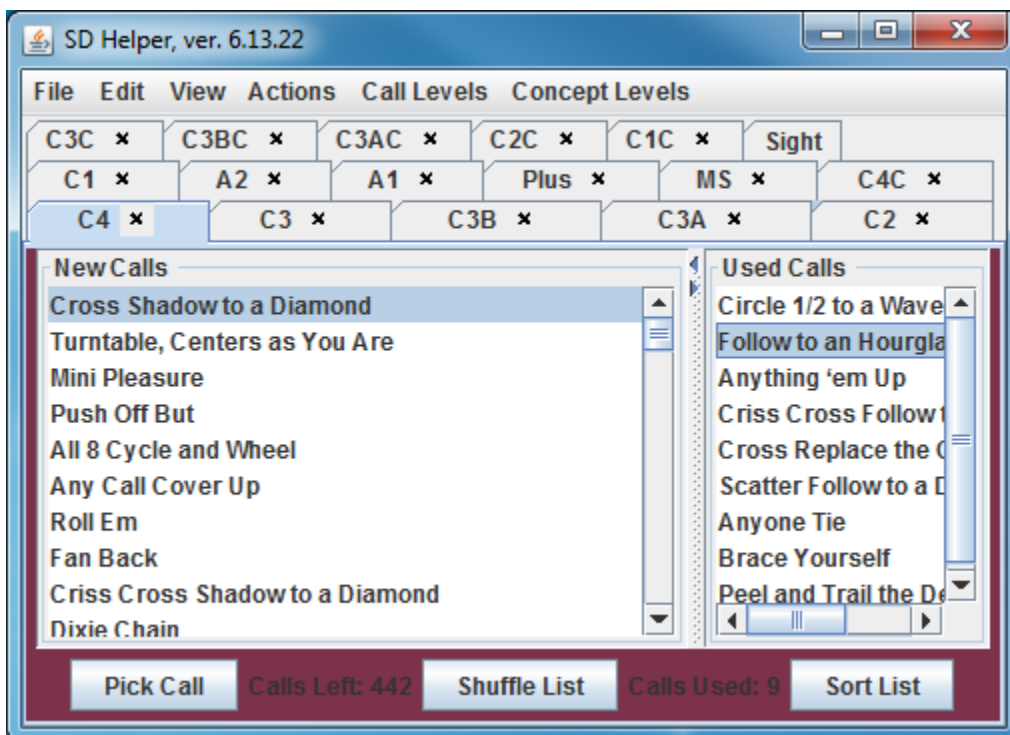 SD Helper, ver. 6.13.22
File Edit View Actions Call Levels Concept Levels
C3C C3BC C3AC C2C C1C Sight
C1 A2 A1 Plus MS C4C
C4 C3 C3B C3A C2
New Calls
Cross Shadow to a Diamond
Turntable, Centers as You Are
Mini Pleasure
Push Off But
All 8 Cycle and Wheel
Any Call Cover Up
Roll Em
Fan Back
Criss Cross Shadow to a Diamond
Dixie Chain
Used Calls
Circle 1/2 to a Wave
Follow to an Hourgla
Anything ‘em Up
Criss Cross Follow
Cross Replace the
Scatter Follow to a
Anyone Tie
Brace Yourself
Peel and Trail the
Pick Call Calls Left: 442 Shuffle List Calls Used: 9 Sort List